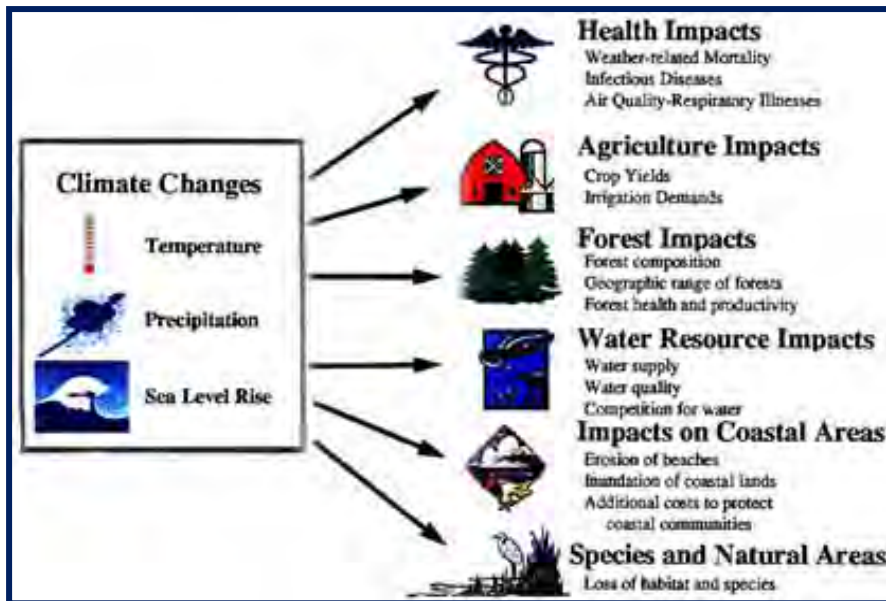 Climate Changes
Temperature
Precipitation
Sea Level Rise
Health Impacts
Weather-related Mortality
Infectious Diseases
Air Quality-Respiratory Illnesses
Agriculture Impacts
Crop Yields
Irrigation Demands
Forest Impacts
Forest composition
Geographic range of forests
Forest health and productivity
Water Resource Impacts
Water supply
Water quality
Competition for water
Impacts on Coastal Areas
Erosion of beaches
Inundation of coastal lands
Additional costs to protect
coastal communities
Species and Natural Areas
Loss of habitat and species